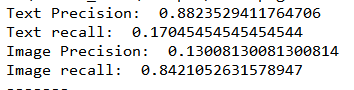 Text Precision:  0.8823529411764706
Text recall:  0.17045454545454544
Image Precision:  0.13008130081300814
Image recall:  0.8421052631578947
-------